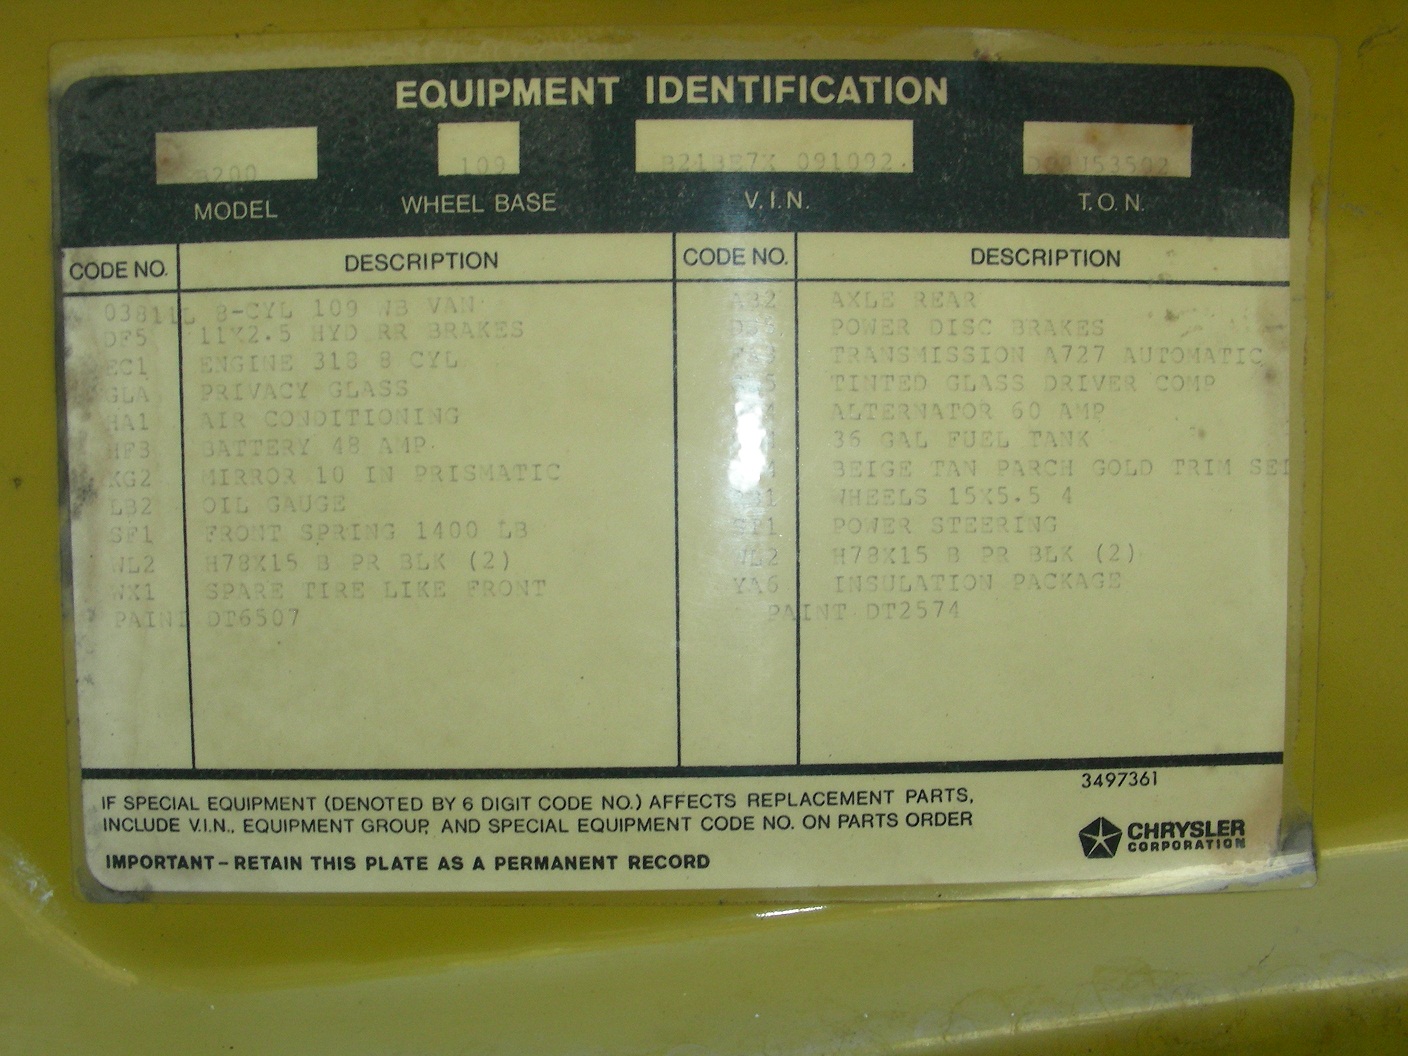 EQUIPMENT IDENTIFICATION
B200 109 B21BE7X 091092.
MODEL WHEEL BASE V.I.N. T.O.N.
CODE NO. DESCRIPTION CODE NO. DESCRIPTION
8-CYL 109 WB VAN AXLE REAR
DF5 11X2.5 HYD RR BRAKES POWER DISC BRAKES
EC1 ENGINE 318 8 CYL TRANSMISSION A727 AUTOMATIC
GLA PRIVACY GLASS TINTED GLASS DRIVER COMP
HA1 AIR CONDITIONING ALTERNATOR 60 AMP
HF3 BATTERY 48 AMP. 36 GAL FUEL TANK
KG2 MIRROR 10 IN PRISMATIC BEIGE TAN PARCH GOLD TRIM SEL
LB2 OIL GAUGE WHEELS 15X5.5 4
SF1 FRONT SPRING 1400 LB POWER STEERING
WL2 H78X15 B PR BLK (2) WL2 H78X15 B PR BLK (2)
WX1 SPARE TIRE LIKE FRONT YA6 INSULATION PACKAGE
PAINT DT6507 PAINT DT2574
3497361
IF SPECIAL EQUIPMENT (DENOTED BY 6 DIGIT CODE NO.) AFFECTS REPLACEMENT PARTS,
INCLUDE V.I.N., EQUIPMENT GROUP, AND SPECIAL EQUIPMENT CODE NO. ON PARTS ORDER
IMPORTANT-RETAIN THIS PLATE AS A PERMANENT RECORD
CHRYSLER
CORPORATION